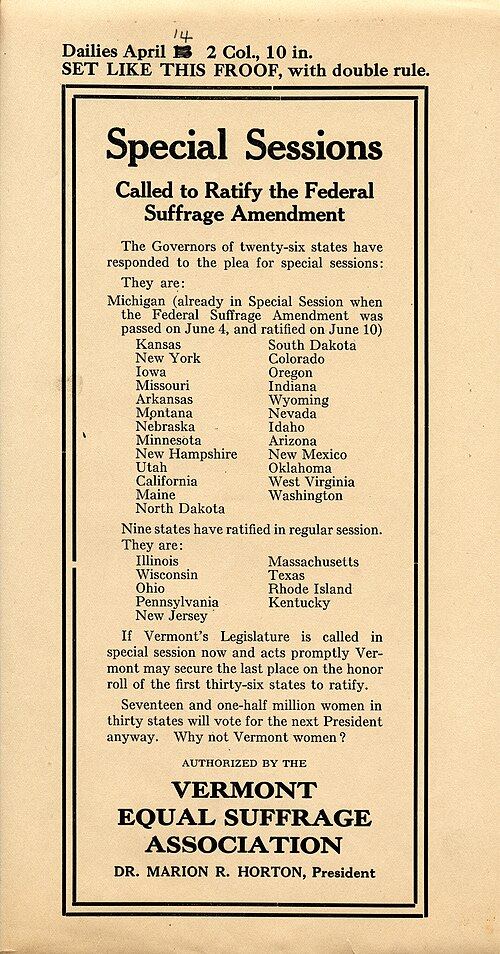 14
Dailies April 13 2 Col., 10 in.
SET LIKE THIS FROOF, with double rule.
Special Sessions
Called to Ratify the Federal
Suffrage Amendment
The Governors of twenty-six states have
responded to the plea for special sessions:
They are:
Michigan (already in Special Session when
the Federal Suffrage Amendment was
passed on June 4, and ratified on June 10)
Kansas South Dakota
New York Colorado
Iowa Oregon
Missouri Indiana
Arkansas Wyoming
Montana Nevada
Nebraska Idaho
Minnesota Arizona
New Hampshire New Mexico
Utah Oklahoma
California West Virginia
Maine Washington
North Dakota
Nine states have ratified in regular session.
They are:
Illinois Massachusetts
Wisconsin Texas
Ohio Rhode Island
Pennsylvania Kentucky
New Jersey
If Vermont's Legislature is called in
special session now and acts promptly Ver-
mont may secure the last place on the honor
roll of the first thirty-six states to ratify.
Seventeen and one-half million women in
thirty states will vote for the next President
anyway. Why not Vermont women?
AUTHORIZED BY THE
VERMONT
EQUAL SUFFRAGE
ASSOCIATION
DR. MARION R. HORTON, President